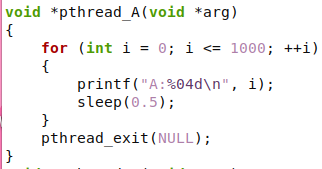 void *pthread_A(void *arg)
{
    for (int i = 0; i <= 1000; ++i)
    {
        printf("A:%04d\n", i);
        sleep(0.5);
    }
    pthread_exit(NULL);
}